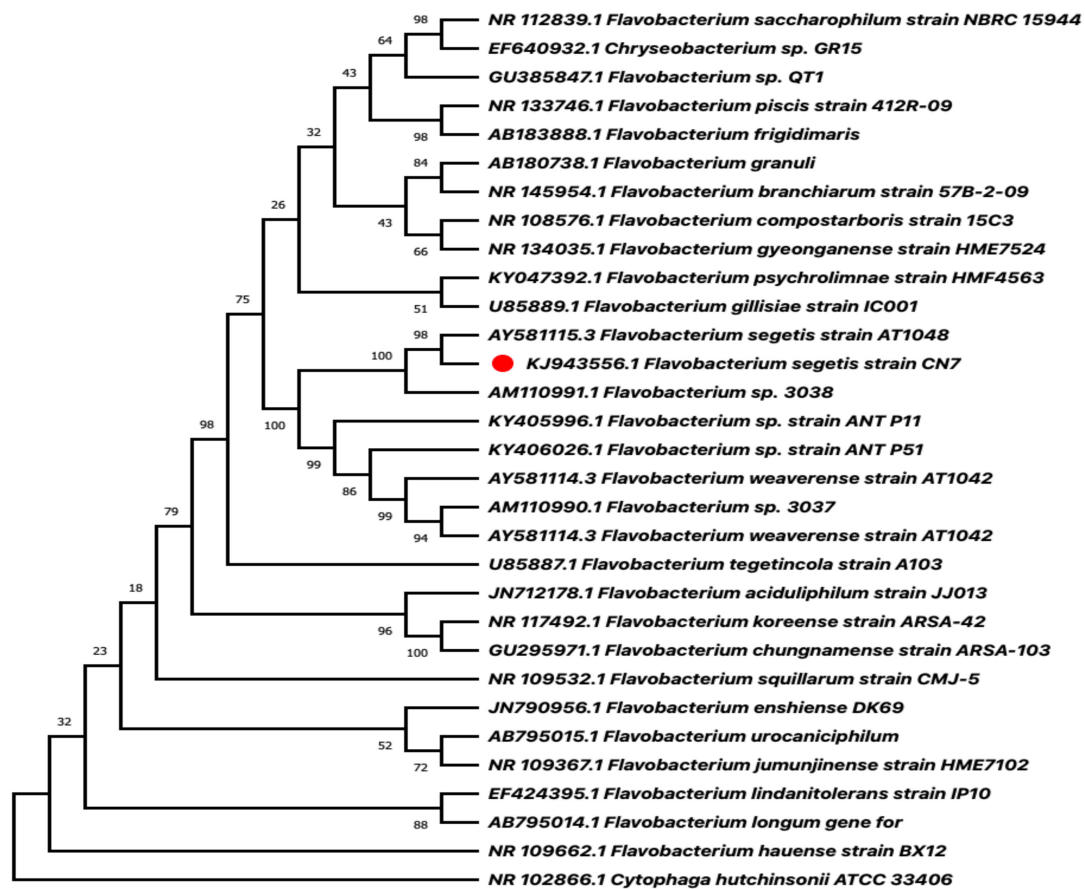 98
NR 112839.1 Flavobacterium saccharophilum strain NBRC 15944
64
EF640932.1 Chryseobacterium sp. GR15
43
GU385847.1 Flavobacterium sp. QT1
NR 133746.1 Flavobacterium piscis strain 412R-09
32
98
AB183888.1 Flavobacterium frigidimaris
84
AB180738.1 Flavobacterium granuli
NR 145954.1 Flavobacterium branchiarum strain 57B-2-09
26
43
NR 108576.1 Flavobacterium compostarboris strain 15C3
66
NR 134035.1 Flavobacterium gyeonganense strain HME7524
KY047392.1 Flavobacterium psychrolimnae strain HMF4563
75
51
U85889.1 Flavobacterium gillisiae strain IC001
98
AY581115.3 Flavobacterium segetis strain AT1048
100
KJ943556.1 Flavobacterium segetis strain CN7
AM110991.1 Flavobacterium sp. 3038
98
100
KY405996.1 Flavobacterium sp. strain ANT P11
99
KY406026.1 Flavobacterium sp. strain ANT P51
86
AY581114.3 Flavobacterium weaverense strain AT1042
79
99
AM110990.1 Flavobacterium sp. 3037
94
AY581114.3 Flavobacterium weaverense strain AT1042
U85887.1 Flavobacterium tegetincola strain A103
18
JN712178.1 Flavobacterium aciduliphilum strain JJ013
96
NR 117492.1 Flavobacterium koreense strain ARSA-42
23
100
GU295971.1 Flavobacterium chungnamense strain ARSA-103
NR 109532.1 Flavobacterium squillarum strain CMJ-5
32
JN790956.1 Flavobacterium enshiense DK69
52
AB795015.1 Flavobacterium urocaniciphilum
72
NR 109367.1 Flavobacterium jumunjinense strain HME7102
EF424395.1 Flavobacterium lindanitolerans strain IP10
88
AB795014.1 Flavobacterium longum gene for
NR 109662.1 Flavobacterium hauense strain BX12
NR 102866.1 Cytophaga hutchinsonii ATCC 33406